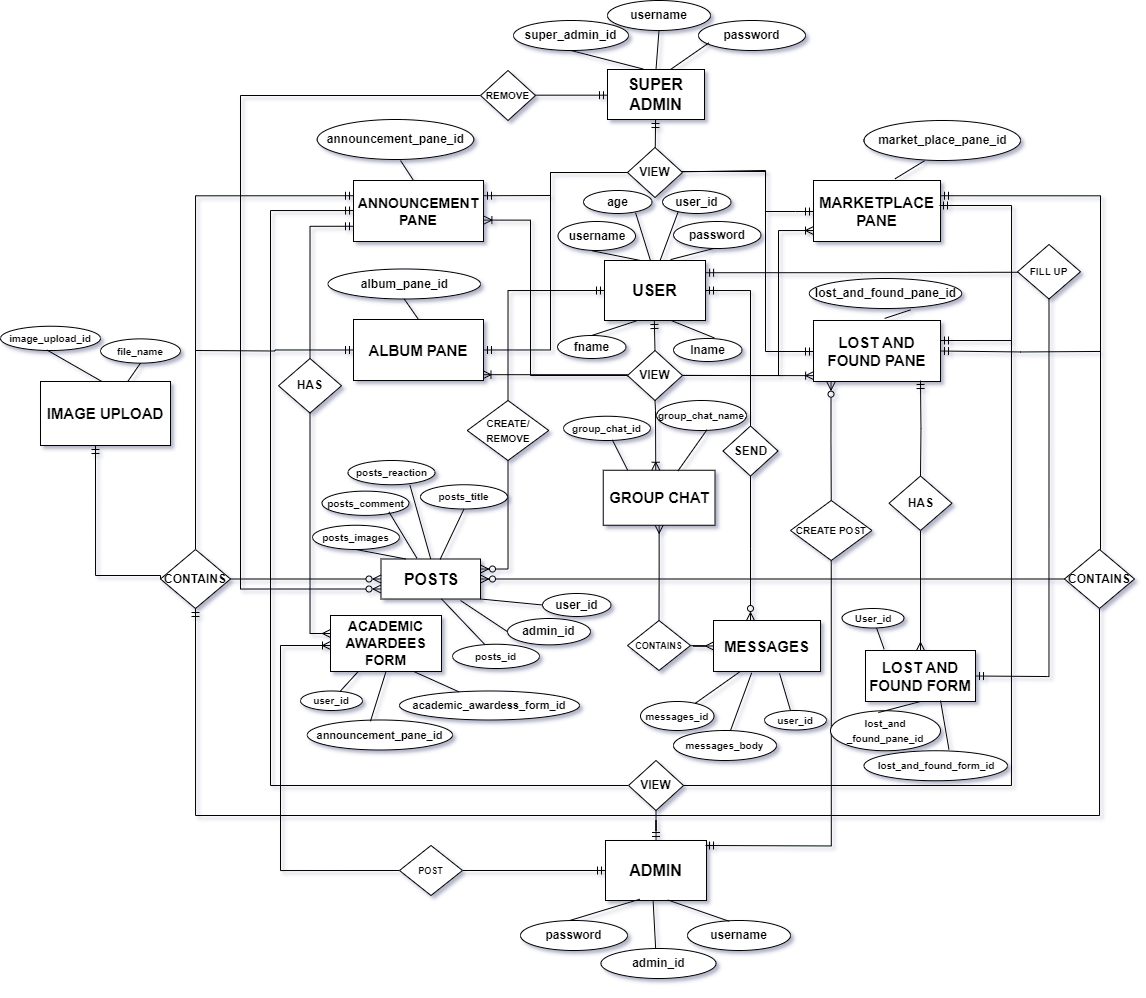 username
super_admin_id
password
SUPER
ADMIN
REMOVE
announcement_pane_id
market_place_pane_id
VIEW
ANNOUNCEMENT
PANE
MARKETPLACE
PANE
age
user_id
username
password
FILL UP
USER
album_pane_id
lost_and_found_pane_id
image_upload_id
file_name
ALBUM PANE
fname
lname
LOST AND
FOUND PANE
HAS
VIEW
IMAGE UPLOAD
CREATE/
REMOVE
group_chat_id
group_chat_name
SEND
posts_reaction
posts_title
posts_comment
posts_images
GROUP CHAT
HAS
CREATE POST
CONTAINS
POSTS
CONTAINS
user_id
admin_id
posts_id
ACADEMIC
AWARDEES
FORM
CONTAINS
MESSAGES
User_id
LOST AND
FOUND FORM
user_id
academic_awardess_form_id
announcement_pane_id
messages_id
user_id
messages_body
lost_and
_found_pane_id
lost_and_found_form_id
VIEW
POST
ADMIN
password
username
admin_id